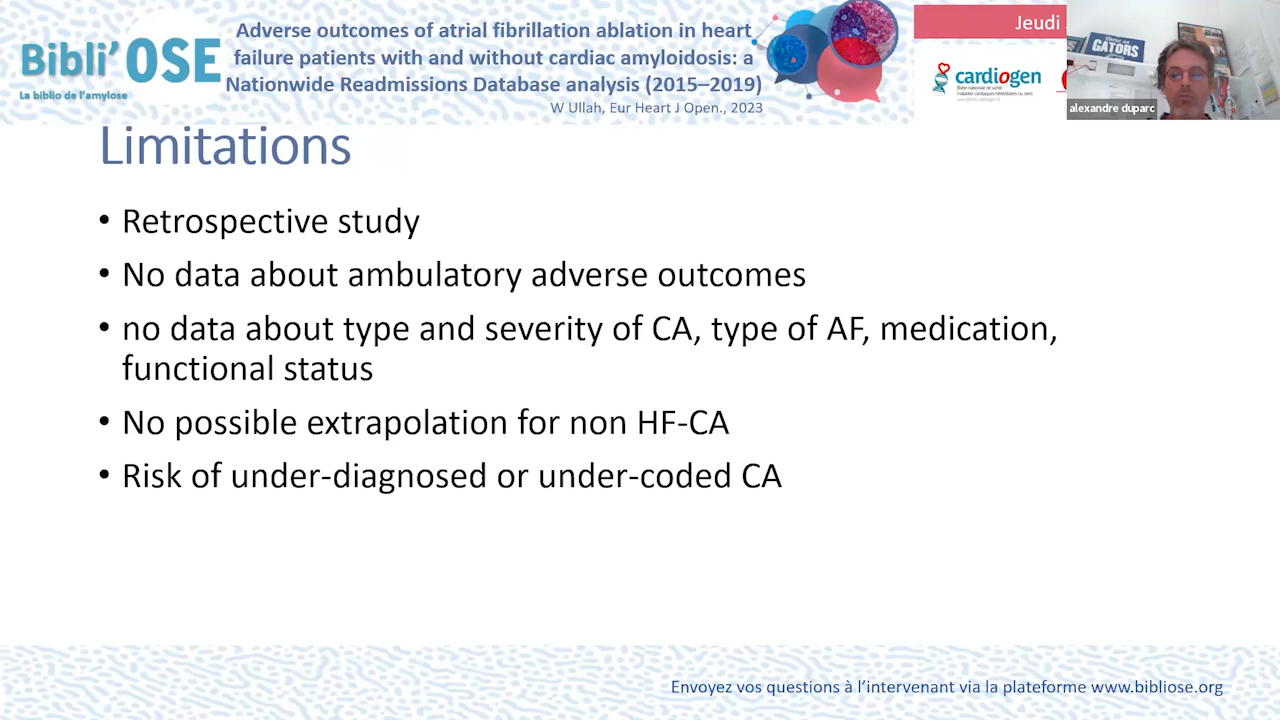 Bibli'OSE
La biblio de l'amylose
Adverse outcomes of atrial fibrillation ablation in heart
failure patients with and without cardiac amyloidosis: a
Nationwide Readmissions Database analysis (2015–2019)
W Ullah, Eur Heart J Open., 2023
Jeudi
cardiogen
GATORS
alexandre duparc
Limitations
• Retrospective study
• No data about ambulatory adverse outcomes
• no data about type and severity of CA, type of AF, medication,
functional status
• No possible extrapolation for non HF-CA
• Risk of under-diagnosed or under-coded CA
Envoyez vos questions à l'intervenant via la plateforme www.bibliose.org